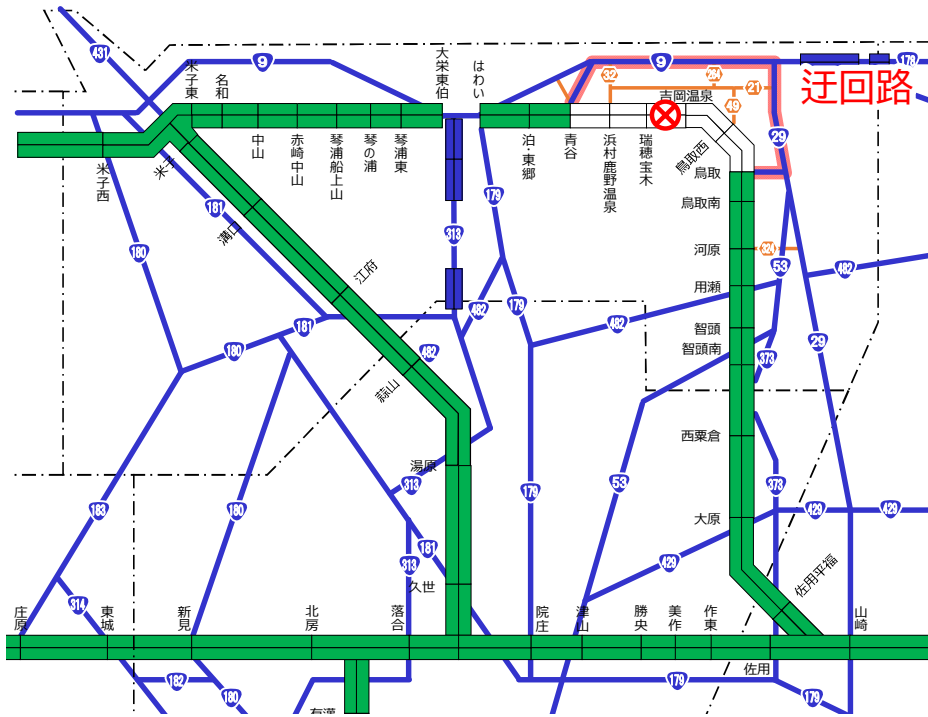 431
9
米子東
名和
大栄東伯
はわい
9
178
迂回路
32
264
21
49
吉岡温泉
29
中山
赤崎中山
琴浦船上山
琴の浦
琴浦東
泊・東郷
青谷
浜村鹿野温泉
瑞穂宝木
鳥取西
鳥取
米子西
米子
181
179
鳥取南
溝口
313
324
河原
180
53
482
江府
用瀬
179
482
482
181
智頭
29
180
482
智頭南
373
蒜山
西粟倉
湯原
313
53
179
373
183
180
大原
429
429
181
313
429
久世
佐用平福
314
庄原
東城
新見
北房
落合
院庄
津山
勝央
美作
作東
山崎
佐用
182
180
179
179
有漢